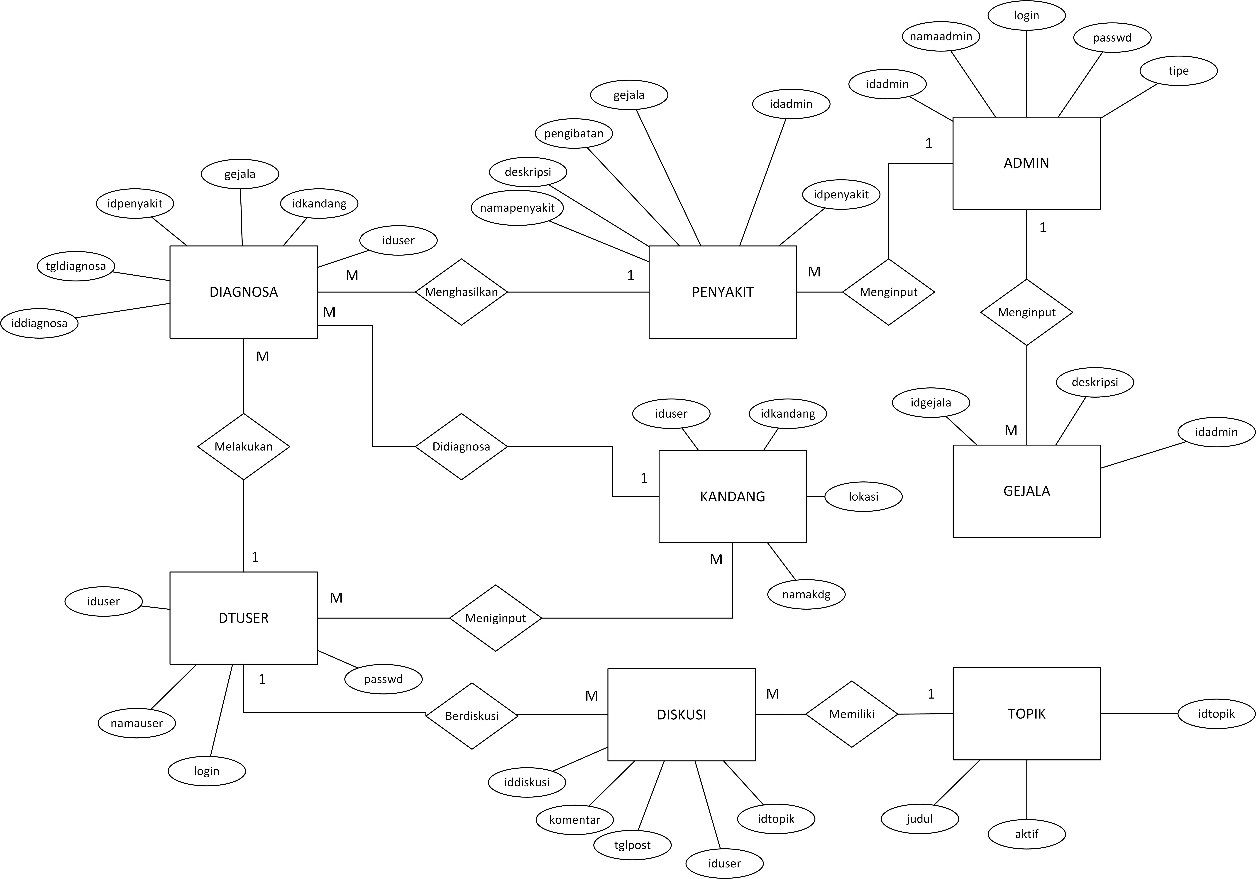 login
namaadmin
passwd
tipe
idadmin
gejala
idadmin
pengibatan
deskripsi
idpenyakit
namapenyakit
1
ADMIN
1
gejala
idpenyakit
idkandang
iduser
tgldiagnosa
iddiagnosa
DIAGNOSA
M
Menghasilkan
1
PENYAKIT
M
Menginput
Menginput
M
M
Melakukan
Didiagnosa
iduser
idkandang
1
KANDANG
lokasi
namakdg
M
deskripsi
idgejala
idadmin
M
GEJALA
1
iduser
DTUSER
M
Meniginput
1
passwd
namauser
login
Berdiskusi
M
DISKUSI
M
Memiliki
1
TOPIK
idtopik
iddiskusi
komentar
tglpost
iduser
idtopik
judul
aktif